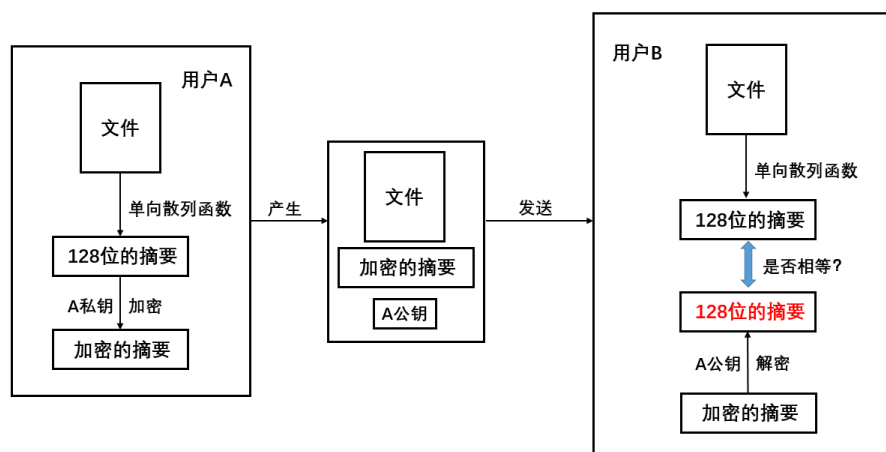 用户A
文件
单向散列函数
128位的摘要
A私钥 加密
加密的摘要
产生
文件
加密的摘要
A公钥
发送
用户B
文件
单向散列函数
128位的摘要
是否相等?
128位的摘要
A公钥 解密
加密的摘要